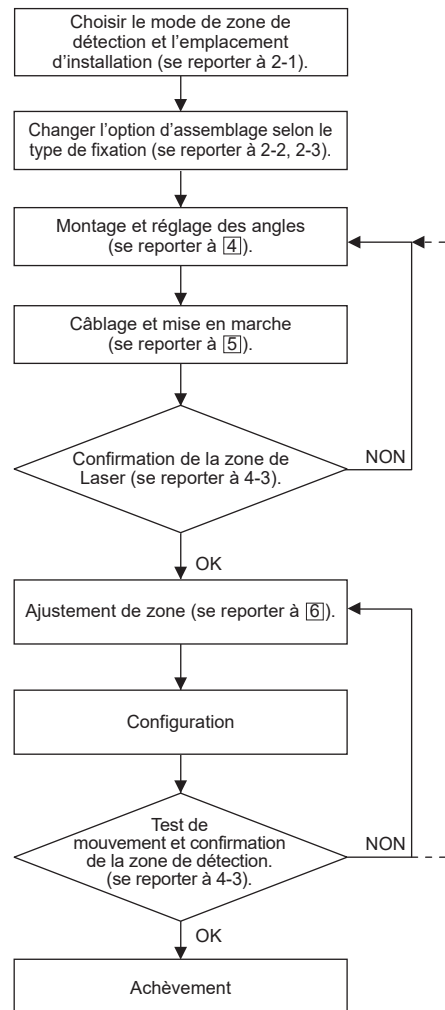 Choisir le mode de zone de
détection et l’emplacement
d’installation (se reporter à 2-1).
Changer l’option d’assemblage selon le
type de fixation (se reporter à 2-2, 2-3).
Montage et réglage des angles
(se reporter à 4).
Câblage et mise en marche
(se reporter à 5).
Confirmation de la zone de
Laser (se reporter à 4-3).
NON
OK
Ajustement de zone (se reporter à 6).
Configuration
Test de
mouvement et confirmation
de la zone de détection.
(se reporter à 4-3).
NON
OK
Achèvement